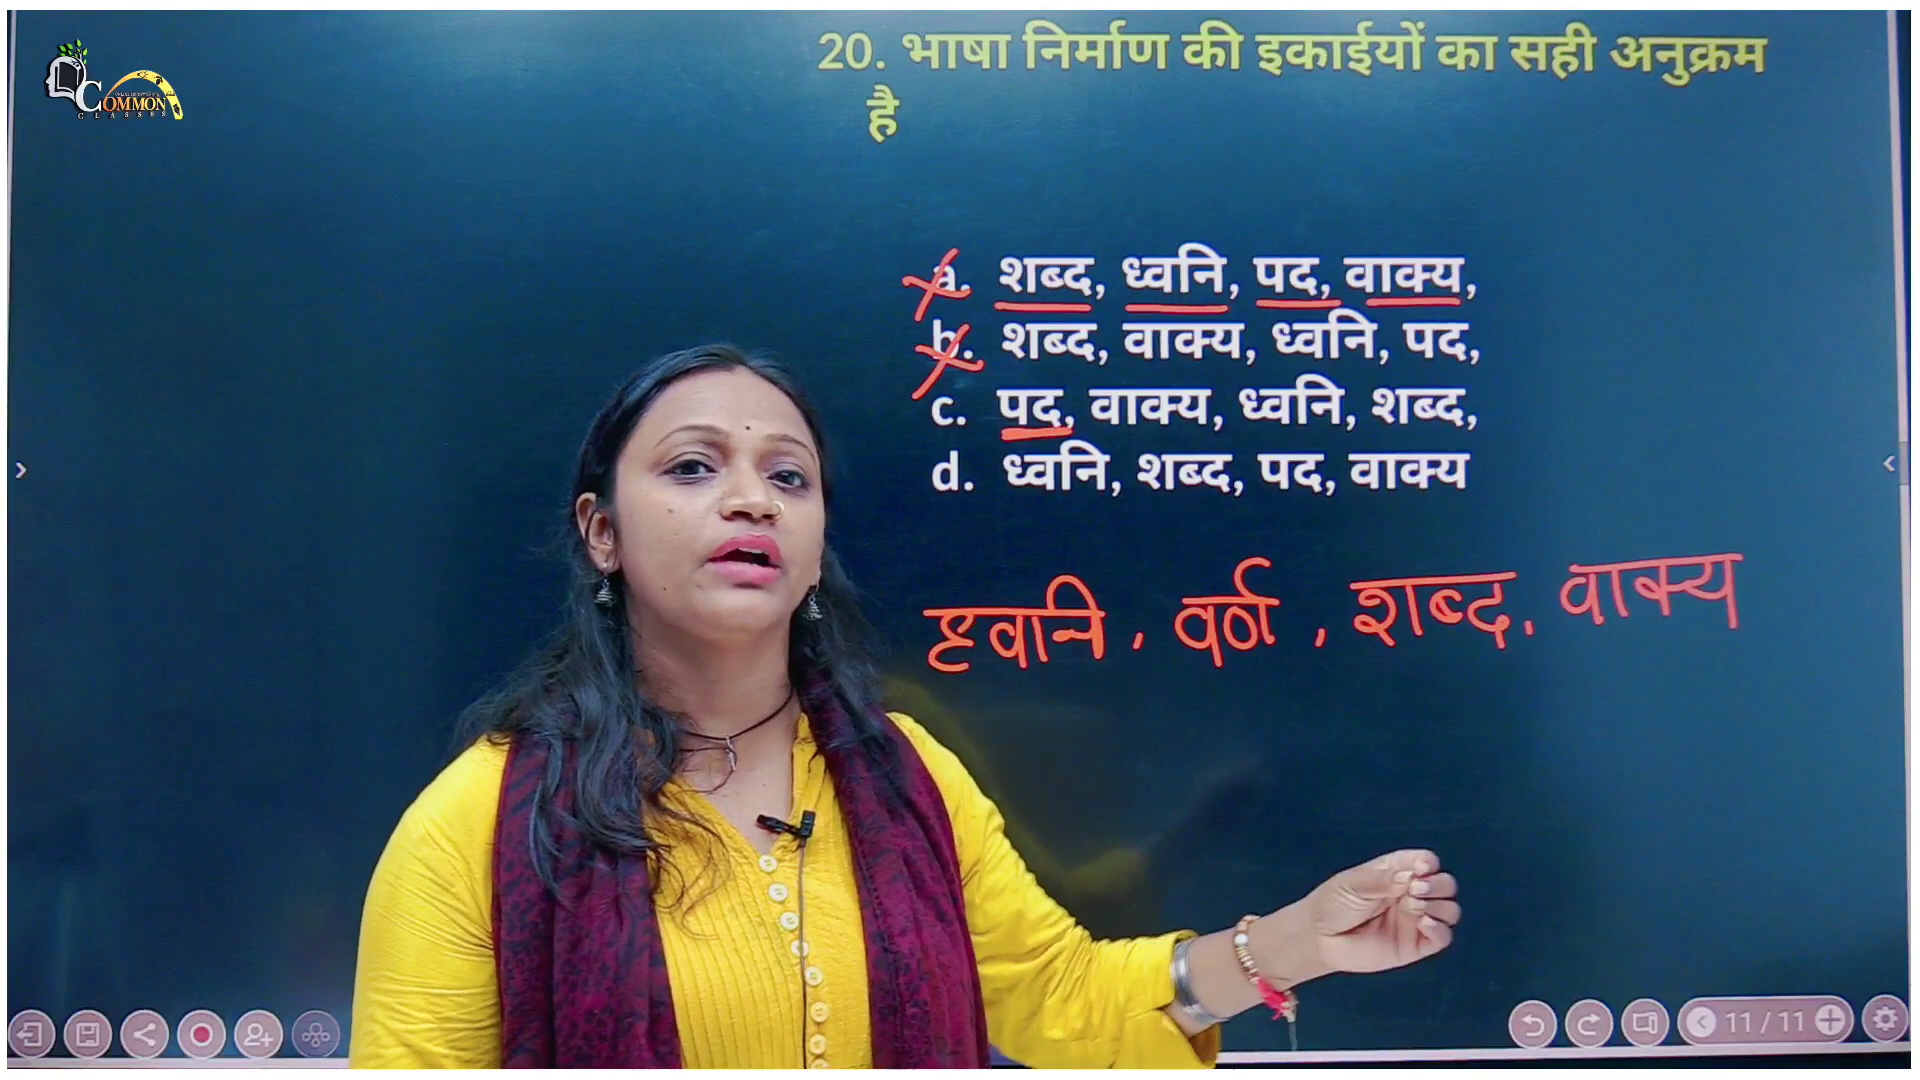 COMMON
CLASSES
20. भाषा निर्माण की इकाईयों का सही अनुक्रम
है
a. शब्द, ध्वनि, पद, वाक्य,
b. शब्द, वाक्य, ध्वनि, पद,
c. पद, वाक्य, ध्वनि, शब्द,
d. ध्वनि, शब्द, पद, वाक्य
ध्वनि, वर्ण, शब्द, वाक्य
11 / 11